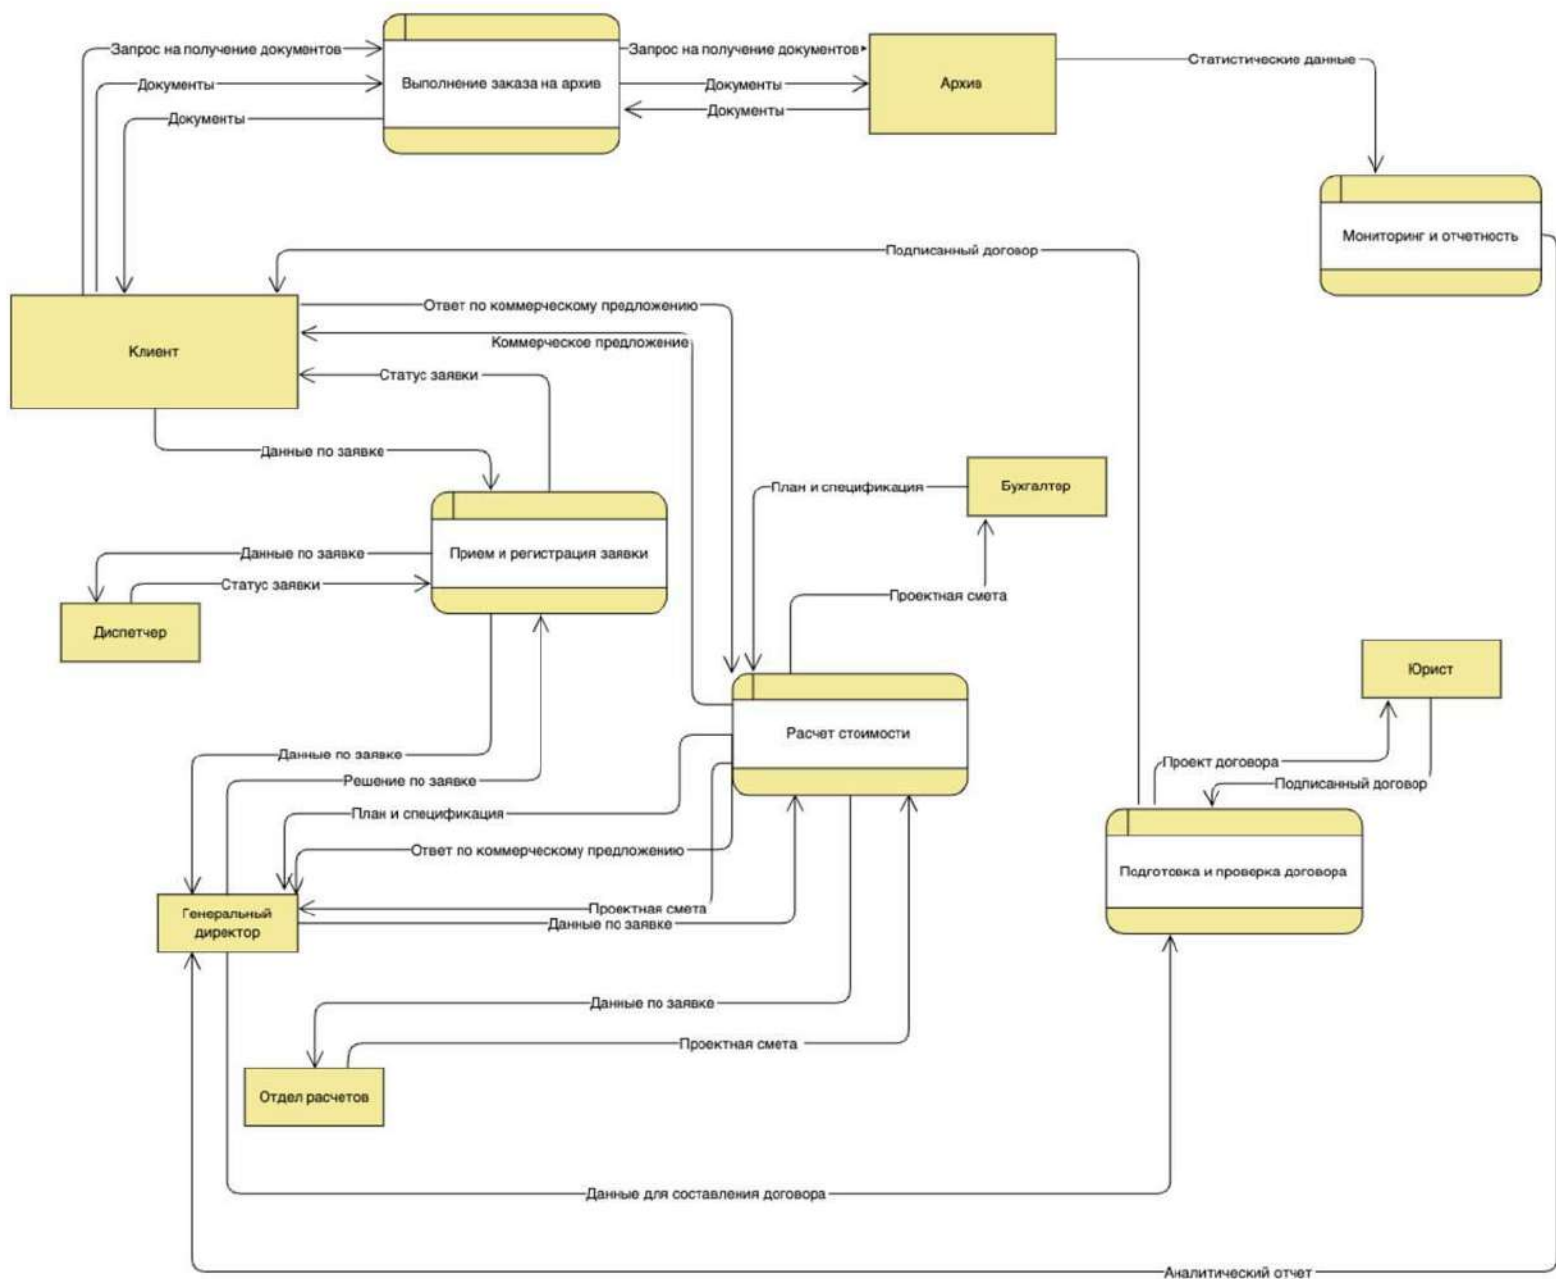 Запрос на получение документов
Запрос на получение документов
Статистические данные
Документы
Выполнение заказа на архив
Документы
Архив
Документы
Документы
Мониторинг и отчетность
Подписанный договор
Ответ по коммерческому предложению
Коммерческое предложение
Клиент
Статус заявки
Данные по заявке
План и спецификация
Бухгалтер
Данные по заявке
Прием и регистрация заявки
Статус заявки
Проектная смета
Диспетчер
Юрист
Расчет стоимости
Данные по заявке
Проект договора
Решение по заявке
Подписанный договор
План и спецификация
Ответ по коммерческому предложению
Подготовка и проверка договора
Проектная смета
Генеральный
директор
Данные по заявке
Данные по заявке
Проектная смета
Отдел расчетов
Данные для составления договора
Аналитический отчет